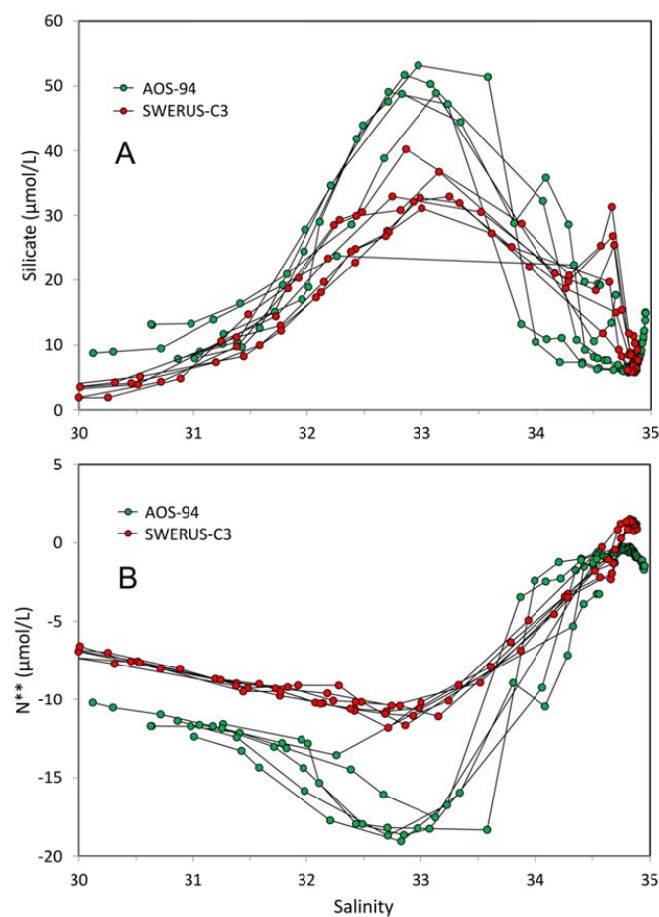 60
50
40
30
20
10
0
Silicate (μmol/L)
AOS-94
SWERUS-C3
A
30 31 32 33 34 35
5
0
-5
-10
-15
-20
N** (μmol/L)
AOS-94
SWERUS-C3
B
30 31 32 33 34 35
Salinity